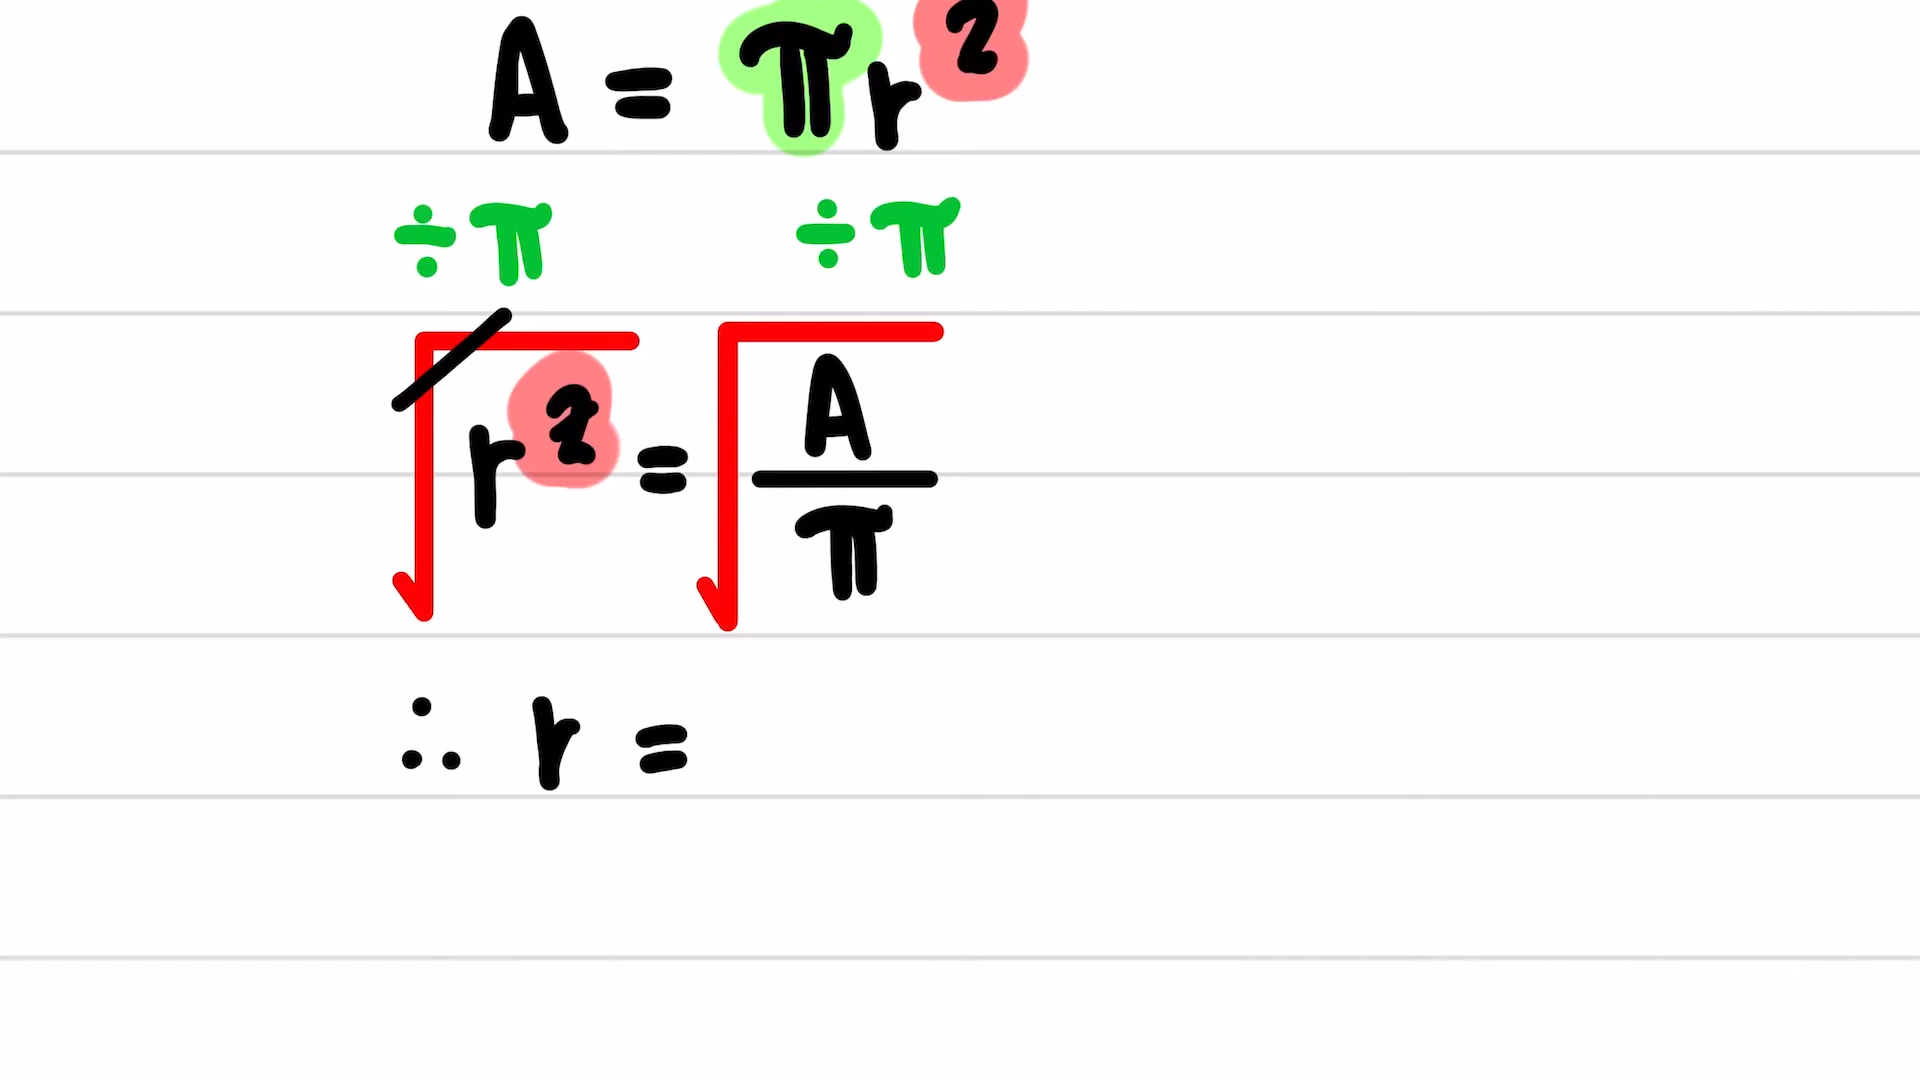 A = πr²
÷π ÷π
√r² = √A/π
∴ r =